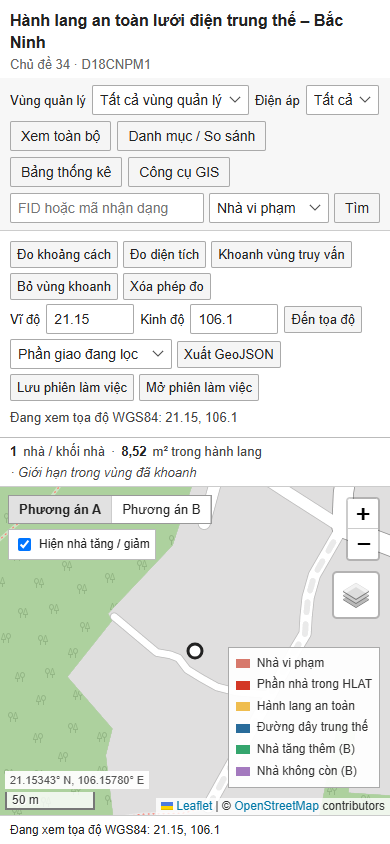 Hành lang an toàn lưới điện trung thế – Bắc
Ninh
Chủ đề 34 · D18CNPM1
Vùng quản lý Tất cả vùng quản lý Điện áp Tất cả
Xem toàn bộ Danh mục / So sánh
Bảng thống kê Công cụ GIS
FID hoặc mã nhận dạng Nhà vi phạm Tìm
Đo khoảng cách Đo diện tích Khoanh vùng truy vấn
Bỏ vùng khoanh Xóa phép đo
Vĩ độ 21.15 Kinh độ 106.1 Đến tọa độ
Phần giao đang lọc Xuất GeoJSON
Lưu phiên làm việc Mở phiên làm việc
Đang xem tọa độ WGS84: 21.15, 106.1
1 nhà / khối nhà · 8,52 m² trong hành lang
· Giới hạn trong vùng đã khoanh
Phương án A Phương án B
+
Hiện nhà tăng / giảm
−
Nhà vi phạm
Phần nhà trong HLAT
Hành lang an toàn
Đường dây trung thế
Nhà tăng thêm (B)
Nhà không còn (B)
21.15343° N, 106.15780° E
50 m
Leaflet | © OpenStreetMap contributors
Đang xem tọa độ WGS84: 21.15, 106.1